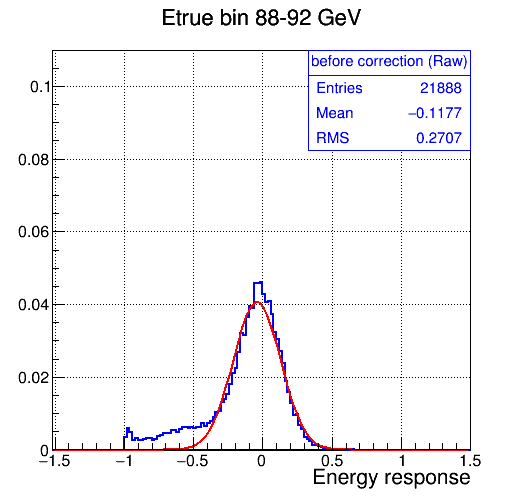 Etrue bin 88-92 GeV
before correction (Raw)
Entries 21888
Mean −0.1177
RMS 0.2707
0.1
0.08
0.06
0.04
0.02
0
−1.5 −1 −0.5 0 0.5 1 1.5
Energy response